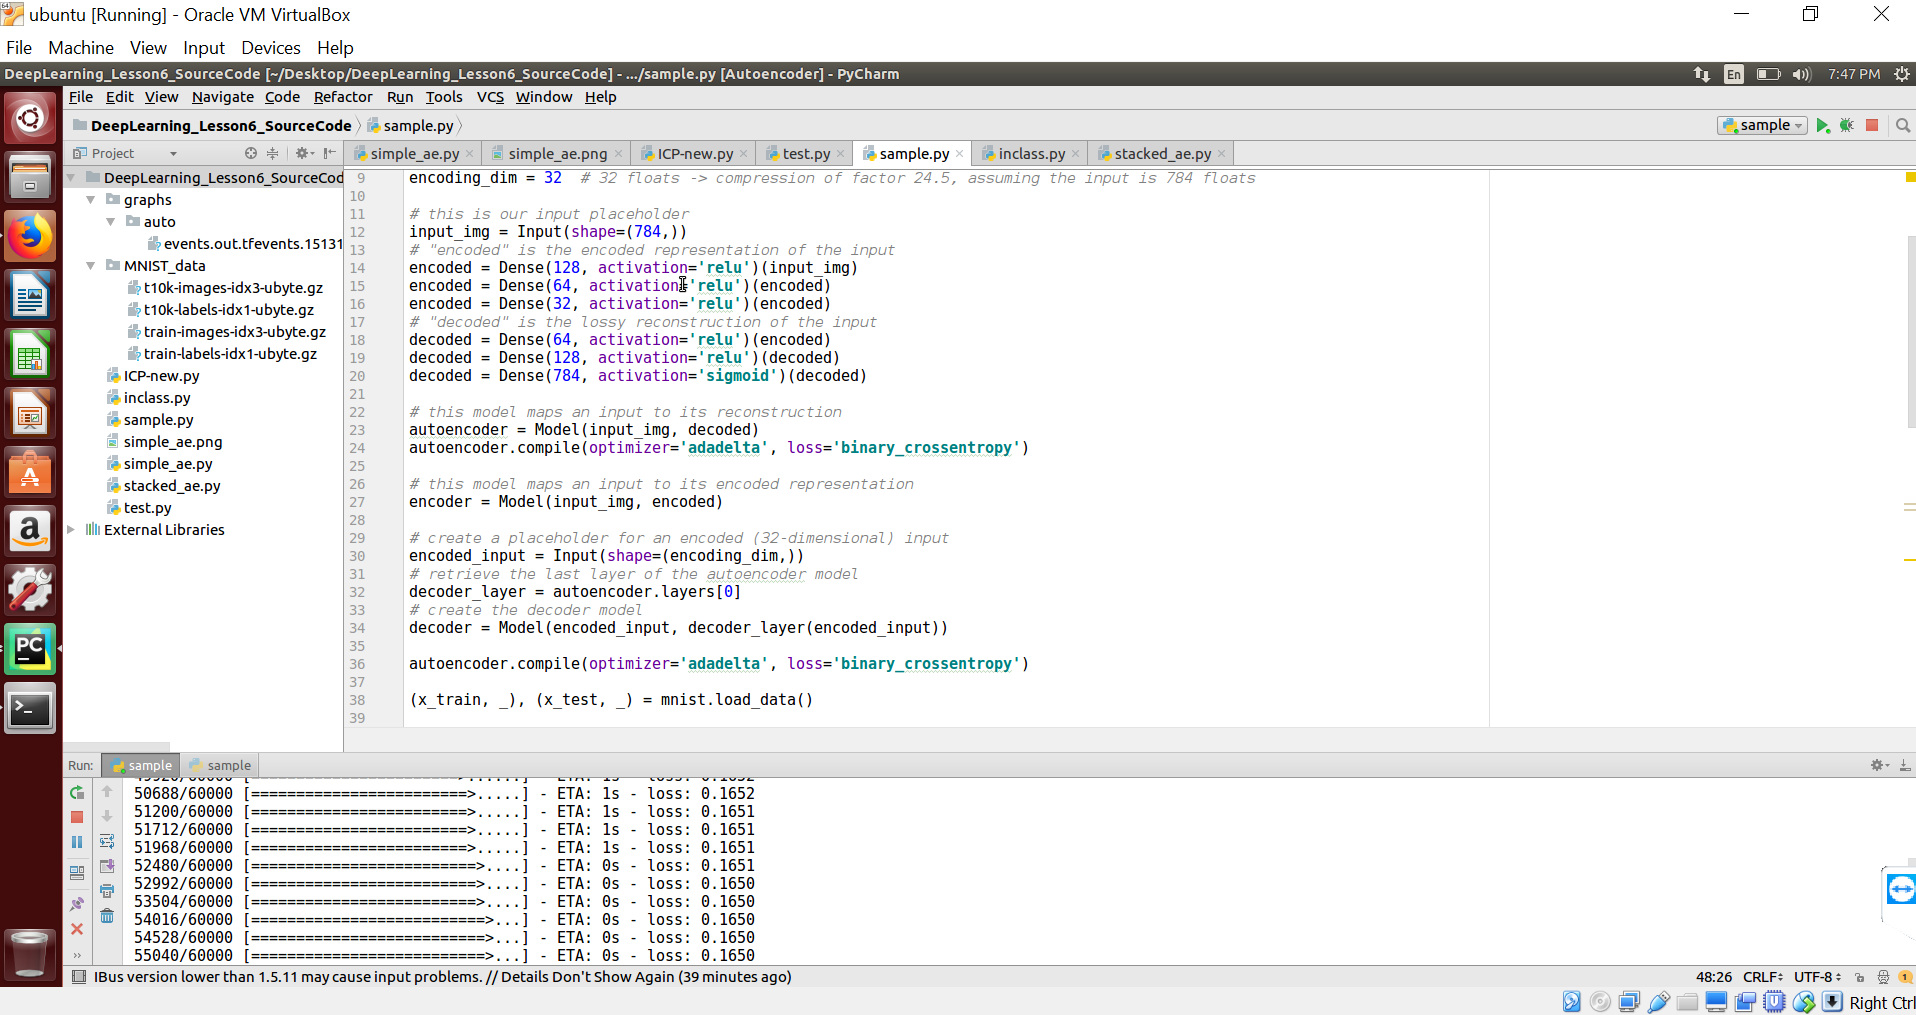 ubuntu [Running] - Oracle VM VirtualBox
File Machine View Input Devices Help
DeepLearning_Lesson6_SourceCode [~/Desktop/DeepLearning_Lesson6_SourceCode] - .../sample.py [Autoencoder] - PyCharm
En 7:47 PM
File Edit View Navigate Code Refactor Run Tools VCS Window Help
DeepLearning_Lesson6_SourceCode sample.py
sample
Project
simple_ae.py simple_ae.png ICP-new.py test.py sample.py inclass.py stacked_ae.py
DeepLearning_Lesson6_SourceCod
graphs
auto
events.out.tfevents.15131
MNIST_data
t10k-images-idx3-ubyte.gz
t10k-labels-idx1-ubyte.gz
train-images-idx3-ubyte.gz
train-labels-idx1-ubyte.gz
ICP-new.py
inclass.py
sample.py
simple_ae.png
simple_ae.py
stacked_ae.py
test.py
External Libraries
9 encoding_dim = 32 # 32 floats -> compression of factor 24.5, assuming the input is 784 floats
10
11 # this is our input placeholder
12 input_img = Input(shape=(784,))
13 # "encoded" is the encoded representation of the input
14 encoded = Dense(128, activation='relu')(input_img)
15 encoded = Dense(64, activation='relu')(encoded)
16 encoded = Dense(32, activation='relu')(encoded)
17 # "decoded" is the lossy reconstruction of the input
18 decoded = Dense(64, activation='relu')(encoded)
19 decoded = Dense(128, activation='relu')(decoded)
20 decoded = Dense(784, activation='sigmoid')(decoded)
21
22 # this model maps an input to its reconstruction
23 autoencoder = Model(input_img, decoded)
24 autoencoder.compile(optimizer='adadelta', loss='binary_crossentropy')
25
26 # this model maps an input to its encoded representation
27 encoder = Model(input_img, encoded)
28
29 # create a placeholder for an encoded (32-dimensional) input
30 encoded_input = Input(shape=(encoding_dim,))
31 # retrieve the last layer of the autoencoder model
32 decoder_layer = autoencoder.layers[0]
33 # create the decoder model
34 decoder = Model(encoded_input, decoder_layer(encoded_input))
35
36 autoencoder.compile(optimizer='adadelta', loss='binary_crossentropy')
37
38 (x_train, _), (x_test, _) = mnist.load_data()
39
Run: sample sample
50688/60000 [========================>.....] - ETA: 1s - loss: 0.1652
51200/60000 [========================>.....] - ETA: 1s - loss: 0.1651
51712/60000 [========================>.....] - ETA: 1s - loss: 0.1651
51968/60000 [========================>.....] - ETA: 1s - loss: 0.1651
52480/60000 [=========================>....] - ETA: 0s - loss: 0.1651
52992/60000 [=========================>....] - ETA: 0s - loss: 0.1650
53504/60000 [=========================>....] - ETA: 0s - loss: 0.1650
54016/60000 [==========================>...] - ETA: 0s - loss: 0.1650
54528/60000 [==========================>...] - ETA: 0s - loss: 0.1650
55040/60000 [==========================>...] - ETA: 0s - loss: 0.1650
IBus version lower than 1.5.11 may cause input problems. // Details Don't Show Again (39 minutes ago)
48:26 CRLF UTF-8 1
Right Ctrl